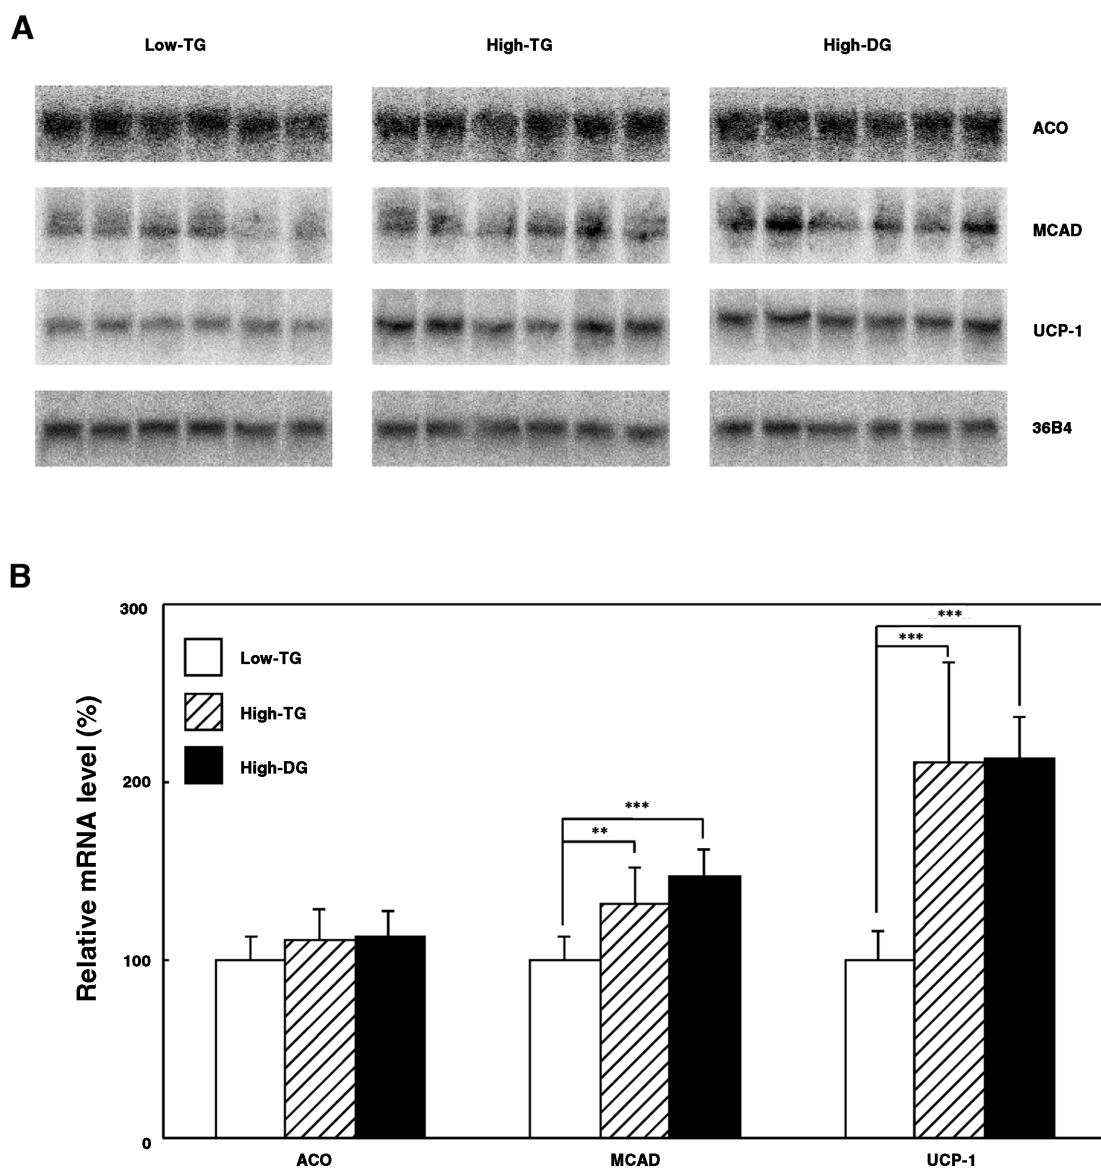 A
Low-TG High-TG High-DG
ACO
MCAD
UCP-1
36B4
B
Relative mRNA level (%)
300
200
100
0
Low-TG
High-TG
High-DG
***
**
***
***
ACO MCAD UCP-1